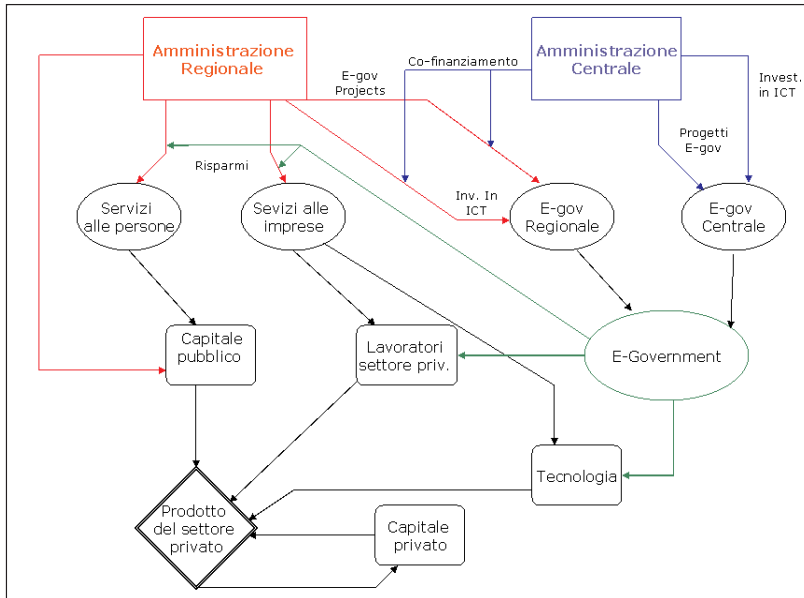 Amministrazione
Regionale
Amministrazione
Centrale
E-gov
Projects
Co-finanziamento
Invest.
in ICT
Progetti
E-gov
Risparmi
Inv. In
ICT
Servizi
alle persone
Sevizi alle
imprese
E-gov
Regionale
E-gov
Centrale
Capitale
pubblico
Lavoratori
settore priv.
E-Government
Tecnologia
Prodotto
del settore
privato
Capitale
privato